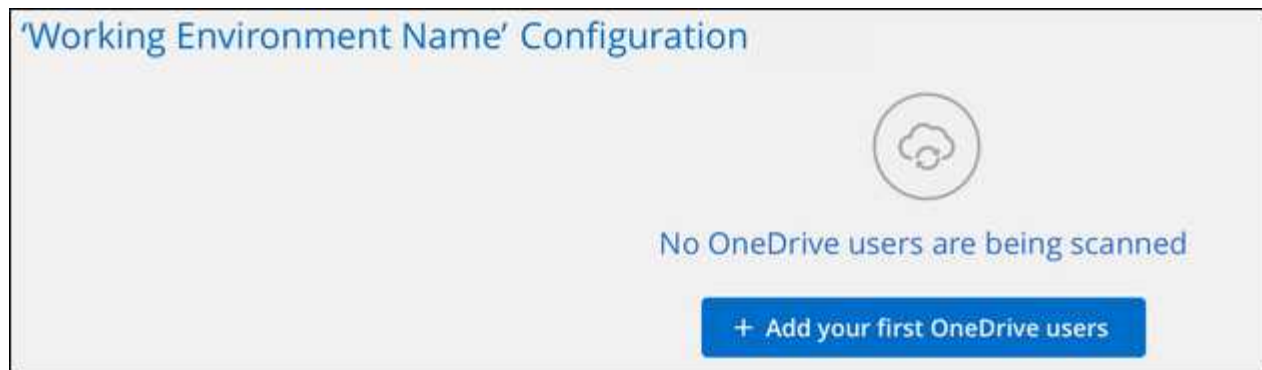 ‘Working Environment Name’ Configuration
No OneDrive users are being scanned
+ Add your first OneDrive users